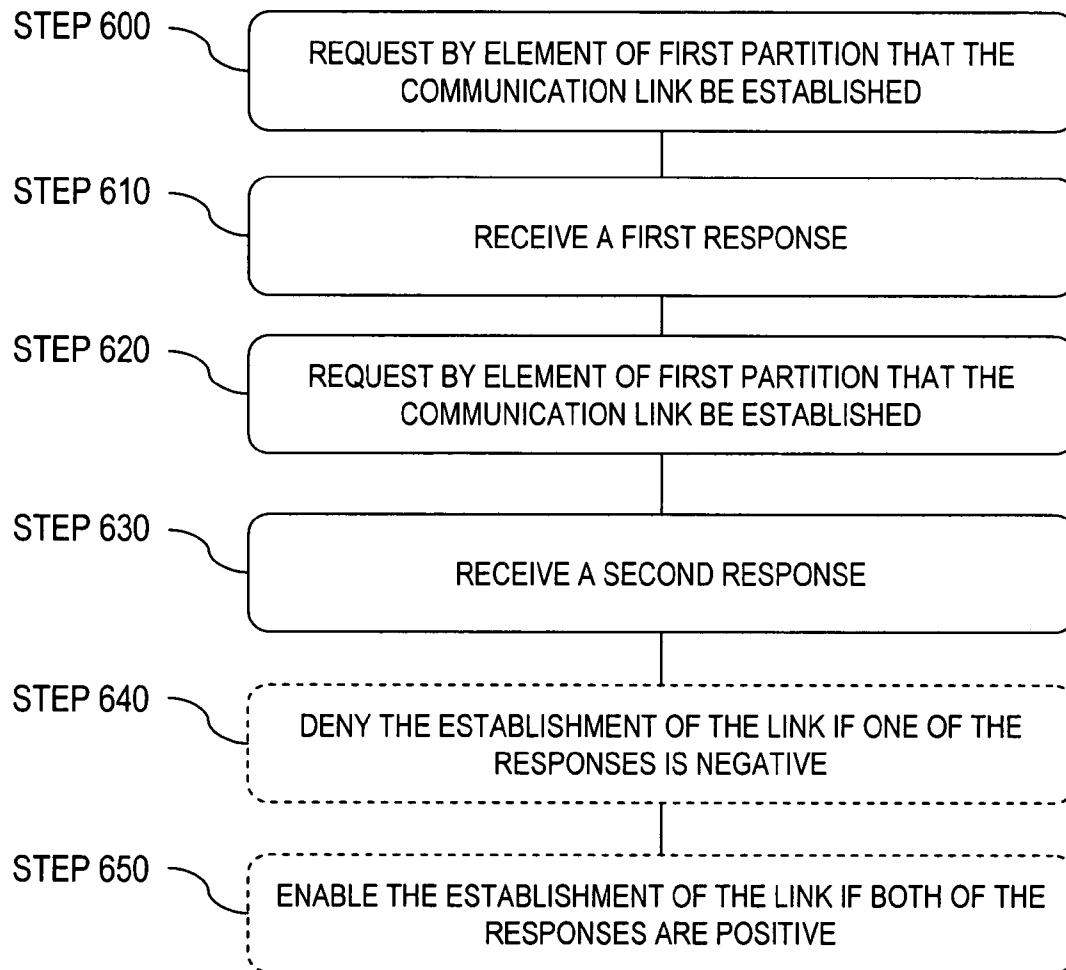 STEP 600
REQUEST BY ELEMENT OF FIRST PARTITION THAT THE
COMMUNICATION LINK BE ESTABLISHED
STEP 610
RECEIVE A FIRST RESPONSE
STEP 620
REQUEST BY ELEMENT OF FIRST PARTITION THAT THE
COMMUNICATION LINK BE ESTABLISHED
STEP 630
RECEIVE A SECOND RESPONSE
STEP 640
DENY THE ESTABLISHMENT OF THE LINK IF ONE OF THE
RESPONSES IS NEGATIVE
STEP 650
ENABLE THE ESTABLISHMENT OF THE LINK IF BOTH OF THE
RESPONSES ARE POSITIVE